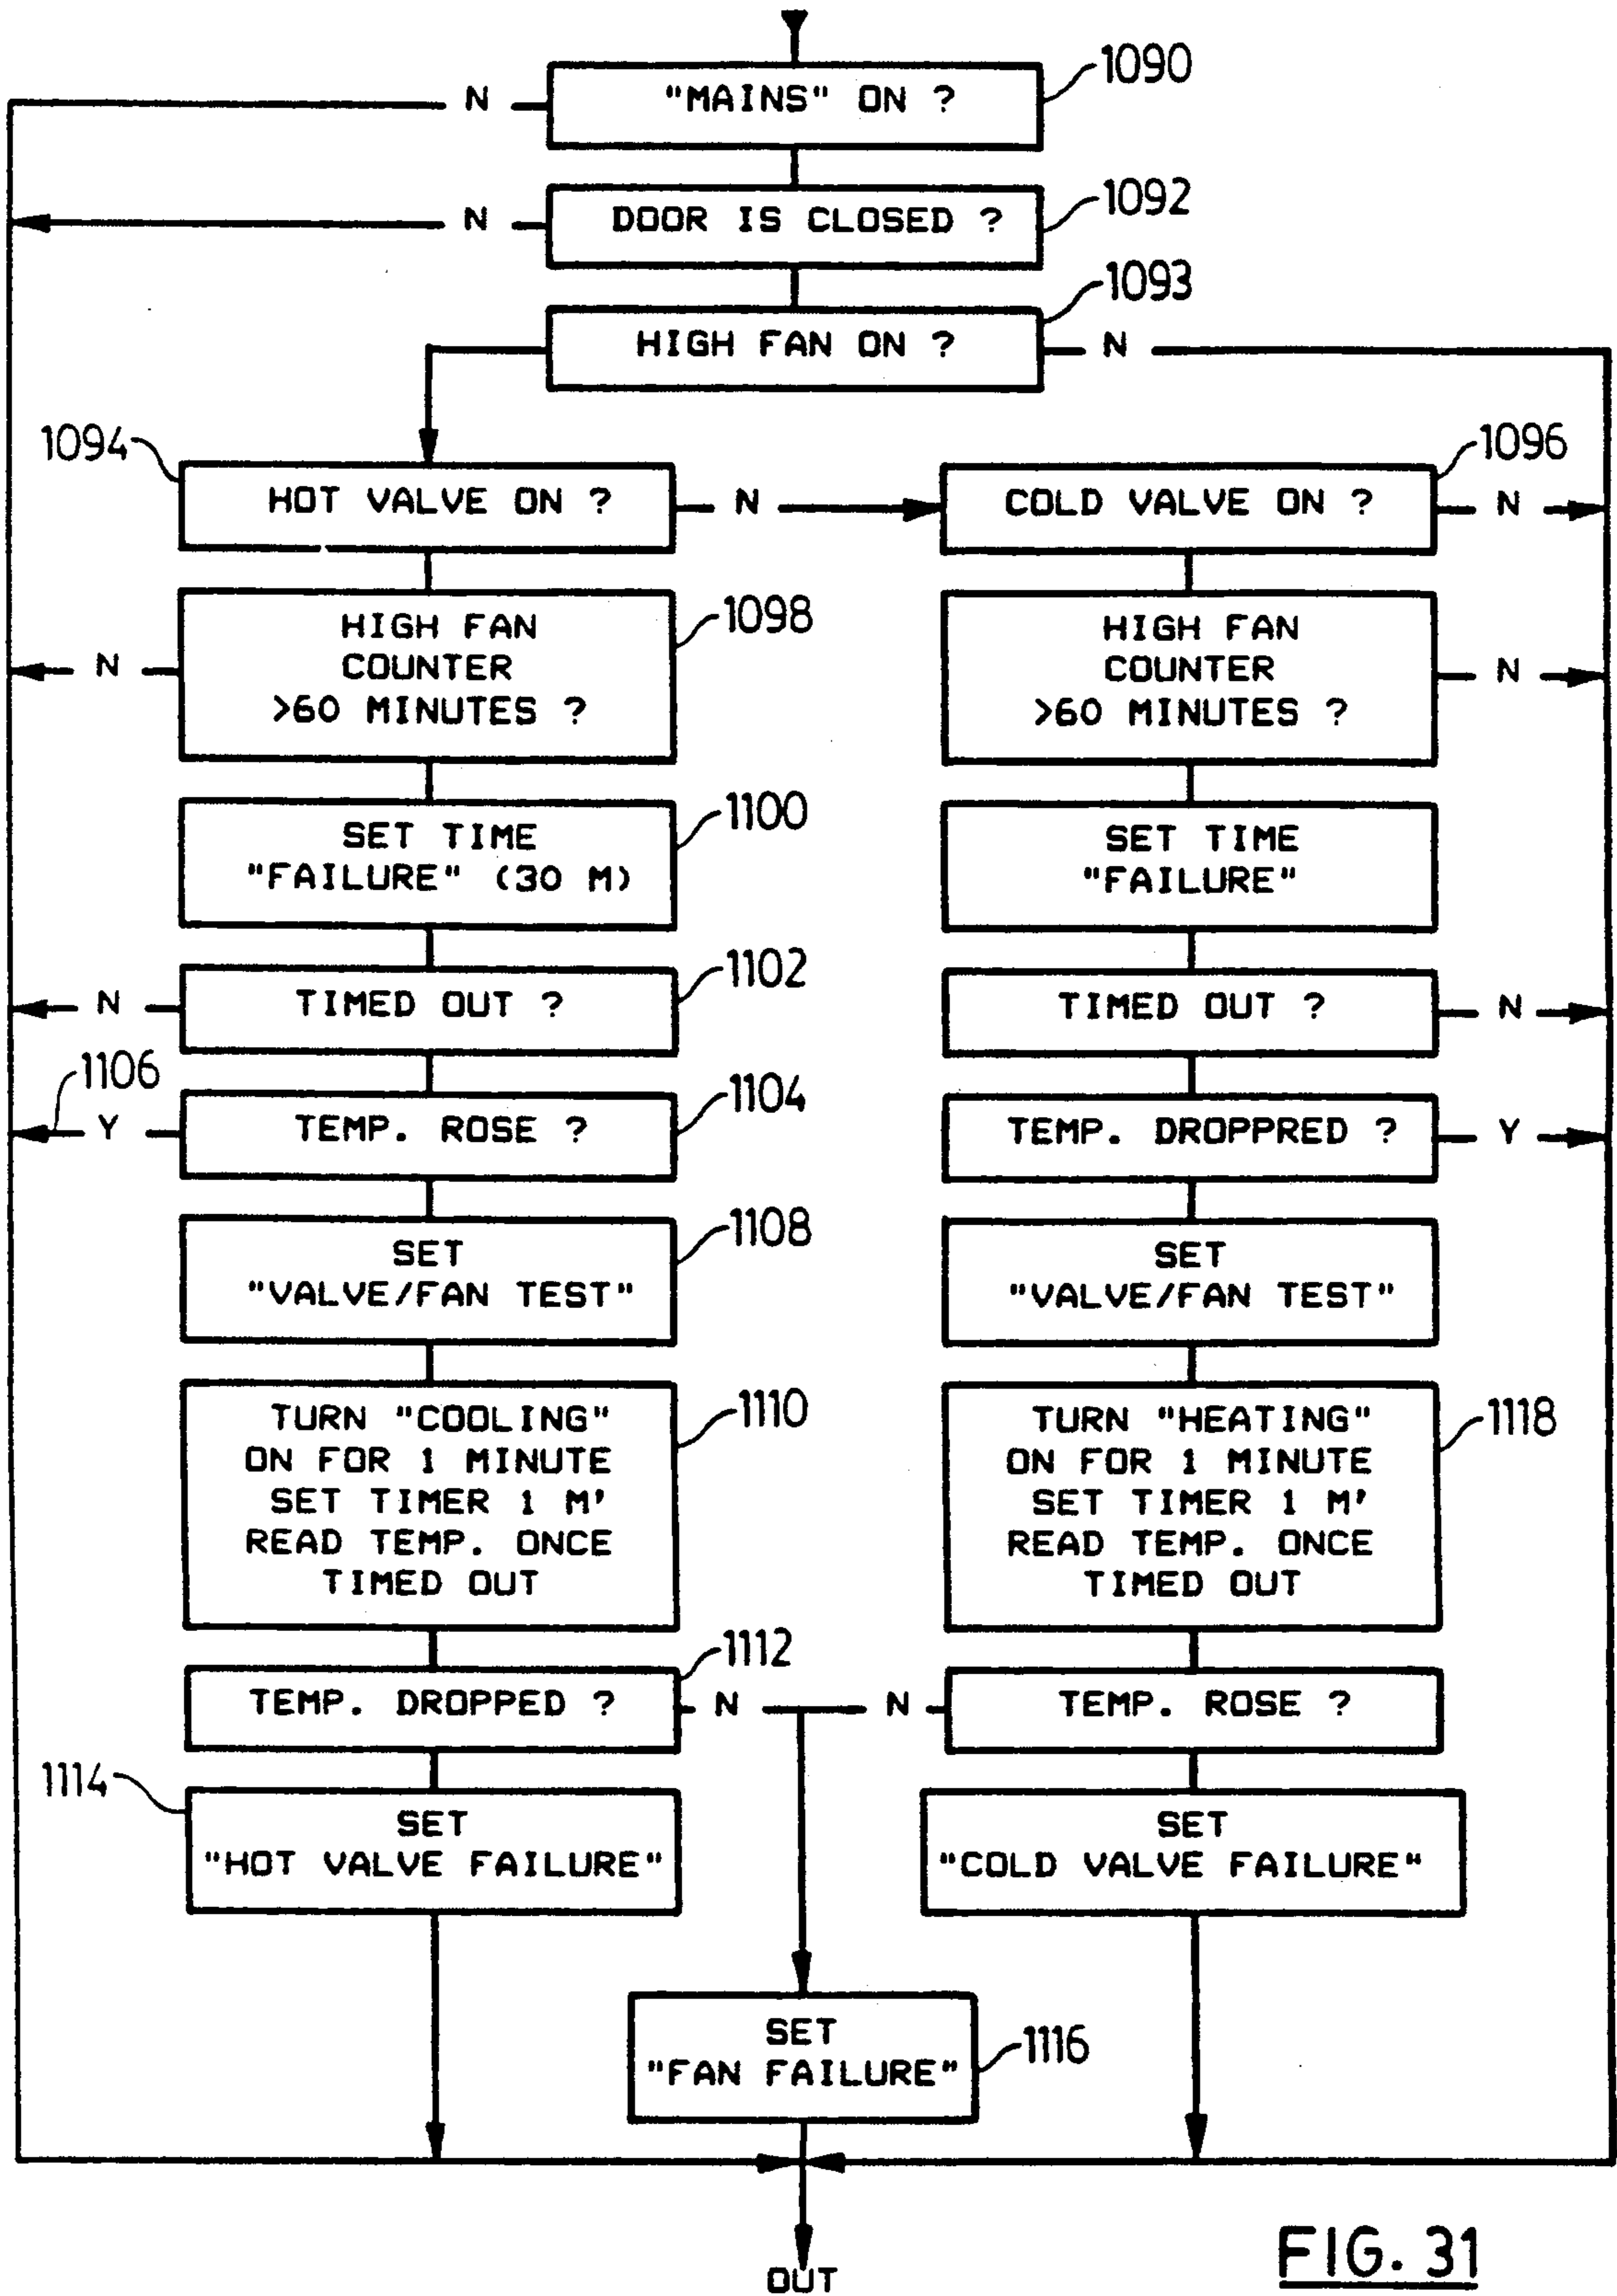 1090
"MAINS" ON ?
N
1092
DOOR IS CLOSED ?
N
1093
HIGH FAN ON ?
N
1094
HOT VALVE ON ?
N
1096
COLD VALVE ON ?
N
1098
HIGH FAN
COUNTER
>60 MINUTES ?
N
HIGH FAN
COUNTER
>60 MINUTES ?
N
1100
SET TIME
"FAILURE" (30 M)
SET TIME
"FAILURE"
1102
TIMED OUT ?
N
TIMED OUT ?
N
1106
Y
1104
TEMP. ROSE ?
TEMP. DROPPRED ?
Y
1108
SET
"VALVE/FAN TEST"
SET
"VALVE/FAN TEST"
1110
TURN "COOLING"
ON FOR 1 MINUTE
SET TIMER 1 M'
READ TEMP. ONCE
TIMED OUT
1118
TURN "HEATING"
ON FOR 1 MINUTE
SET TIMER 1 M'
READ TEMP. ONCE
TIMED OUT
1112
TEMP. DROPPED ?
N
N
TEMP. ROSE ?
1114
SET
"HOT VALVE FAILURE"
SET
"COLD VALVE FAILURE"
SET
"FAN FAILURE"
1116
OUT
FIG. 31